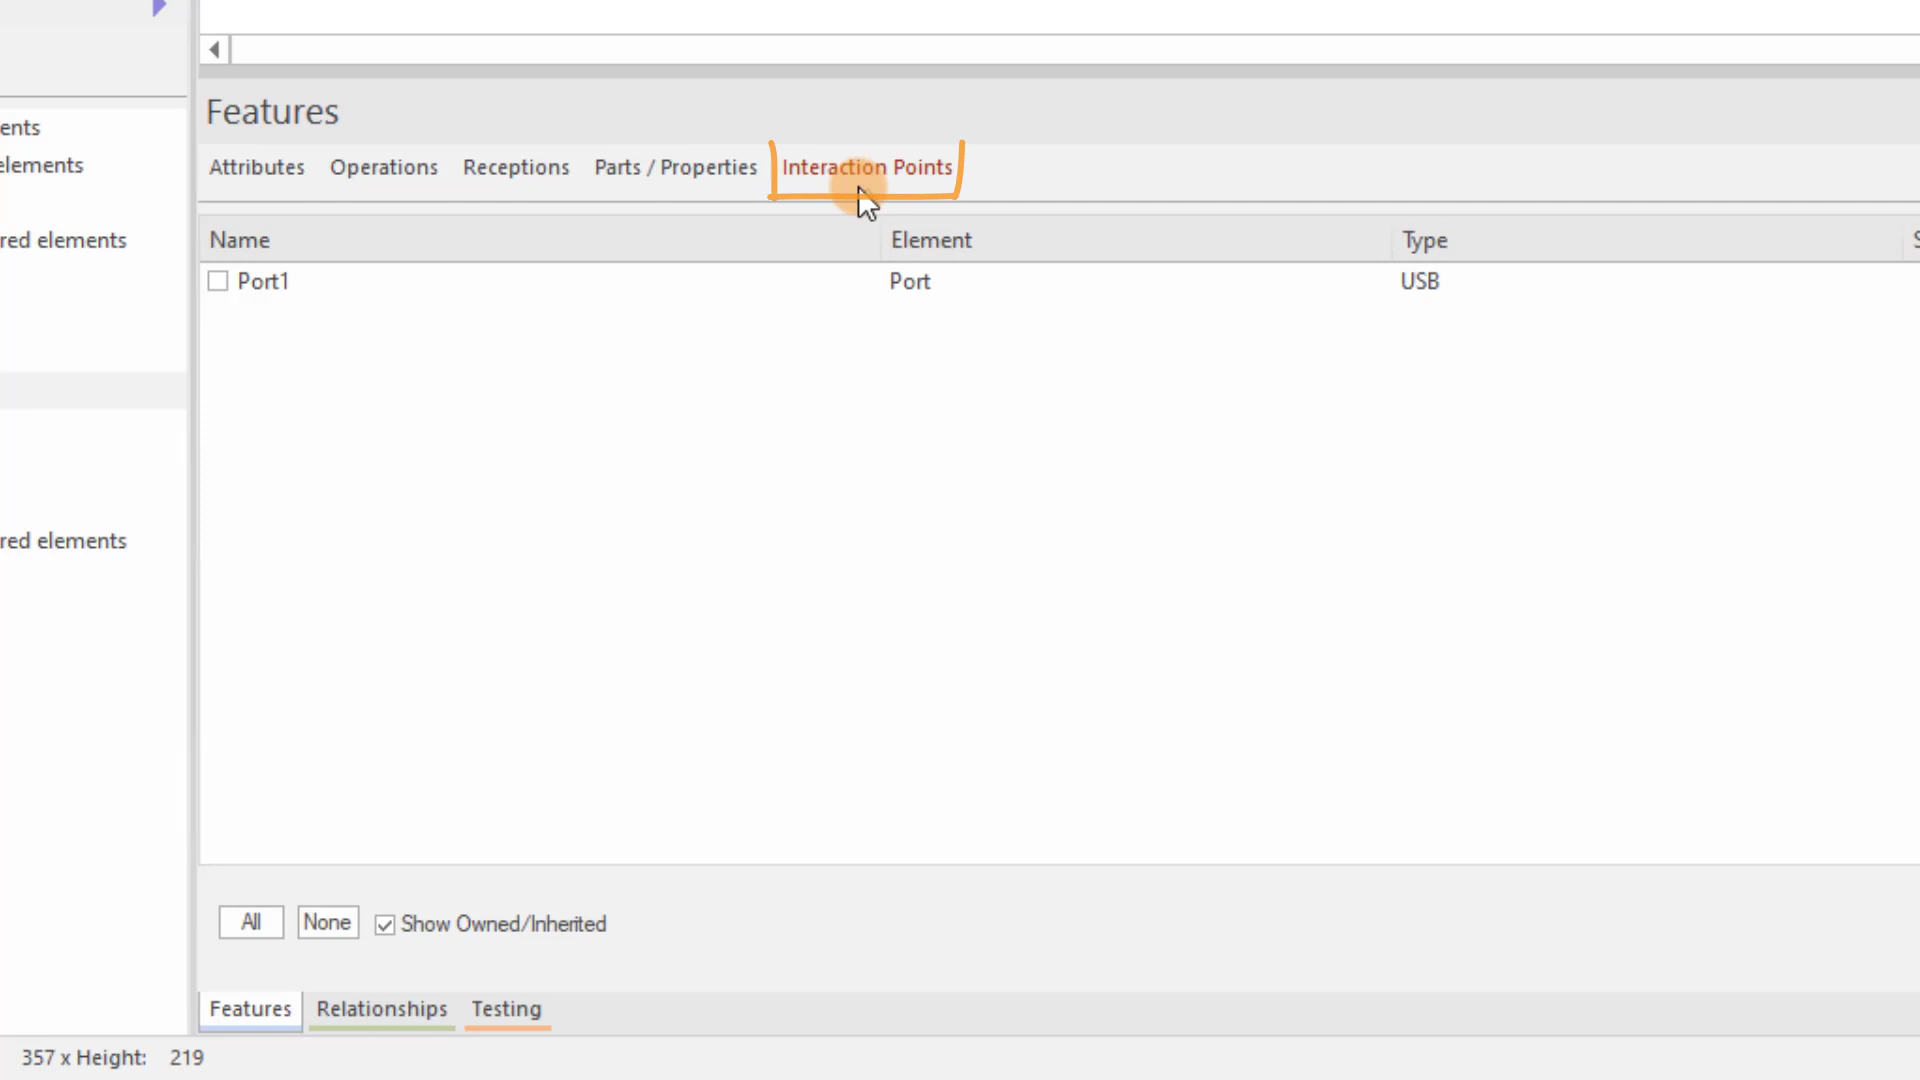 Features
ents
elements
red elements
red elements
Attributes Operations Receptions Parts / Properties Interaction Points
Name Element Type
Port1 Port USB
All None Show Owned/Inherited
Features Relationships Testing
357 x Height: 219